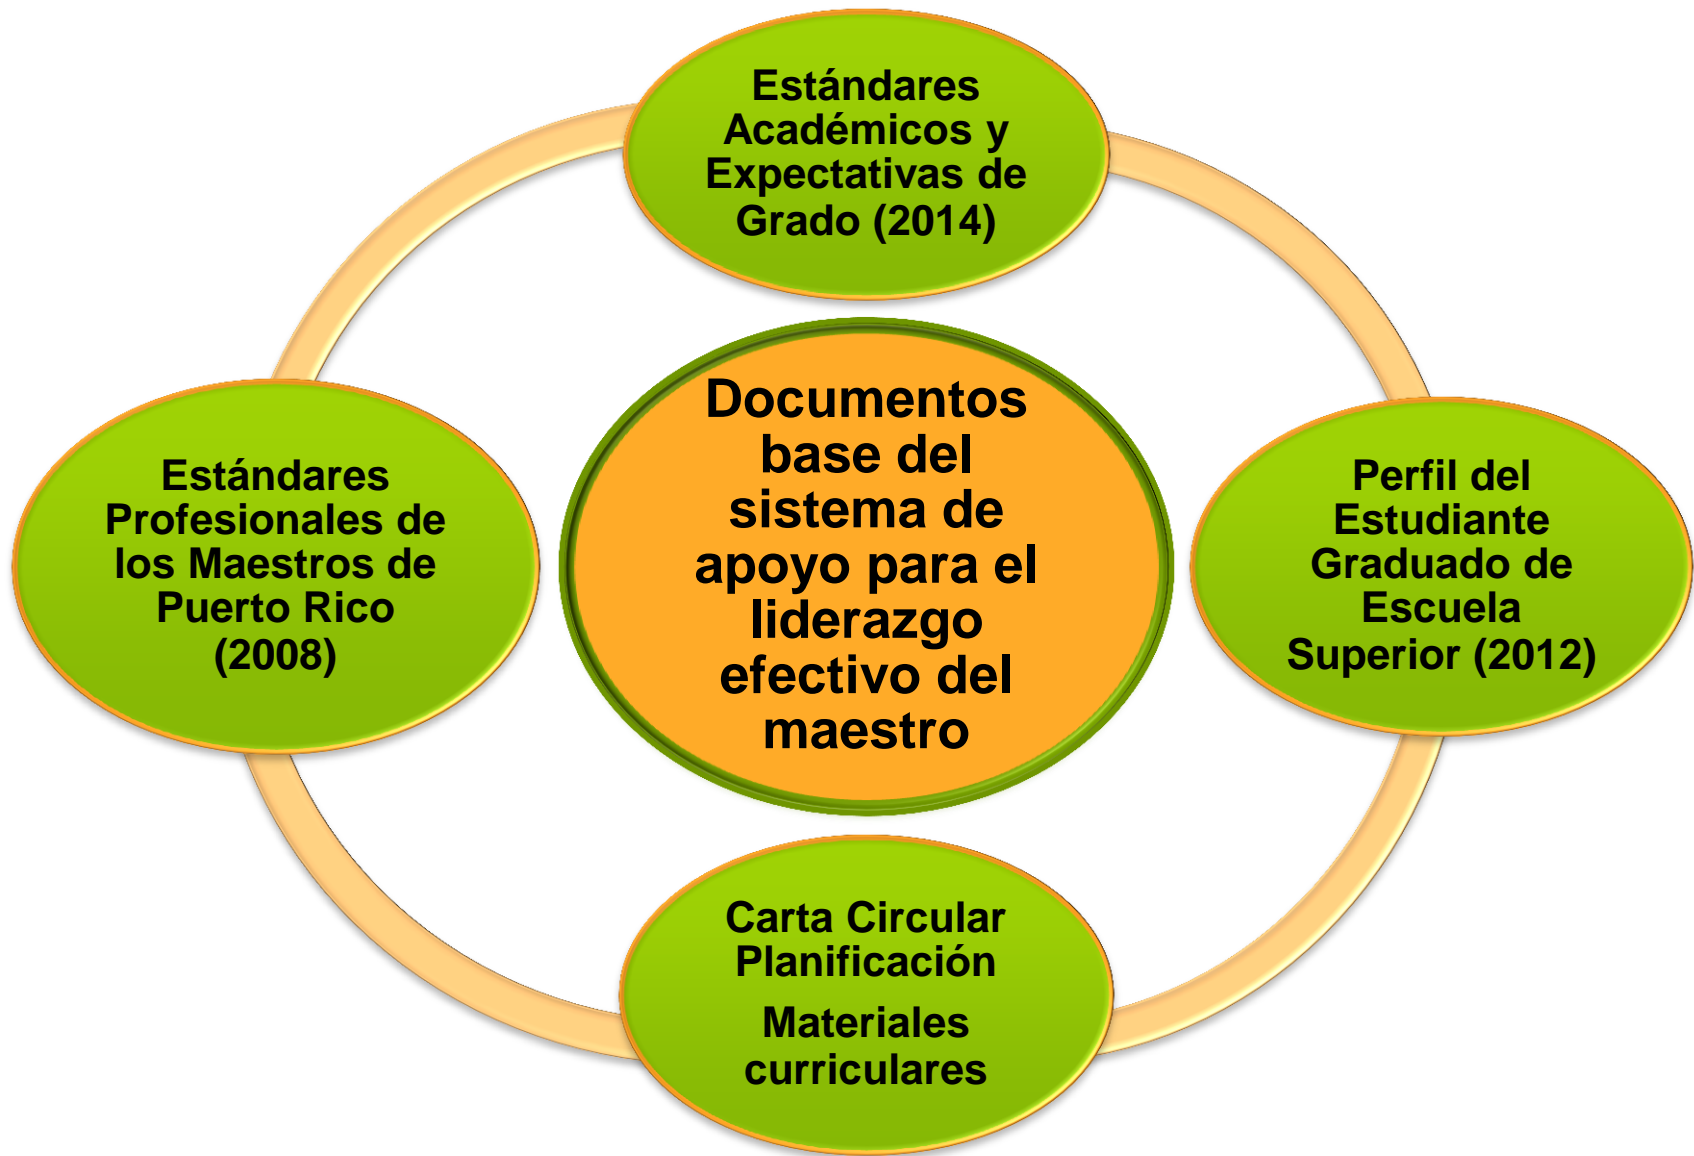 Estándares
Académicos y
Expectativas de
Grado (2014)
Documentos
base del
sistema de
apoyo para el
liderazgo
efectivo del
maestro
Estándares
Profesionales de
los Maestros de
Puerto Rico
(2008)
Perfil del
Estudiante
Graduado de
Escuela
Superior (2012)
Carta Circular
Planificación
Materiales
curriculares